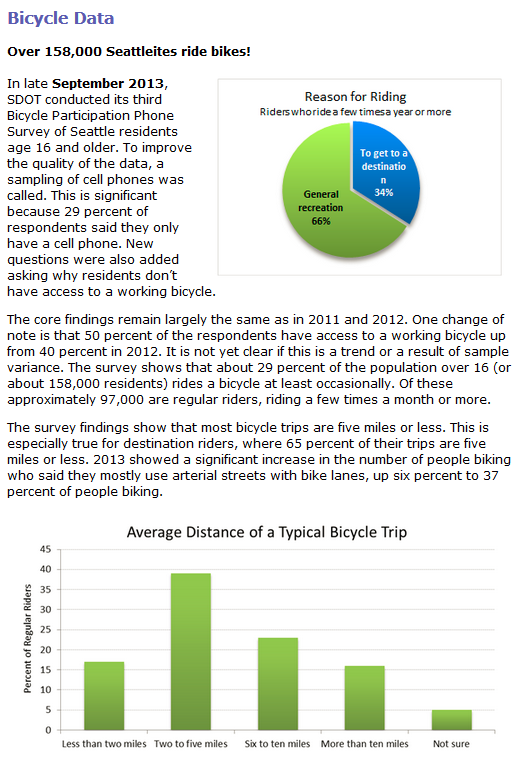 Bicycle Data
Over 158,000 Seattleites ride bikes!
In late September 2013,
SDOT conducted its third
Bicycle Participation Phone
Survey of Seattle residents
age 16 and older. To improve
the quality of the data, a
sampling of cell phones was
called. This is significant
because 29 percent of
respondents said they only
have a cell phone. New
questions were also added
asking why residents don't
have access to a working bicycle.
Reason for Riding
Riders who ride a few timesa year or more
To get to a
destinatio
n
34%
General
recreation
66%
The core findings remain largely the same as in 2011 and 2012. One change of
note is that 50 percent of the respondents have access to a working bicycle up
from 40 percent in 2012. It is not yet clear if this is a trend or a result of sample
variance. The survey shows that about 29 percent of the population over 16 (or
about 158,000 residents) rides a bicycle at least occasionally. Of these
approximately 97,000 are regular riders, riding a few times a month or more.
The survey findings show that most bicycle trips are five miles or less. This is
especially true for destination riders, where 65 percent of their trips are five
miles or less. 2013 showed a significant increase in the number of people biking
who said they mostly use arterial streets with bike lanes, up six percent to 37
percent of people biking.
Average Distance of a Typical Bicycle Trip
Percent of Regular Riders
45
40
35
30
25
20
15
10
5
0
Less than two miles Two to five miles Six to ten miles More than ten miles Not sure